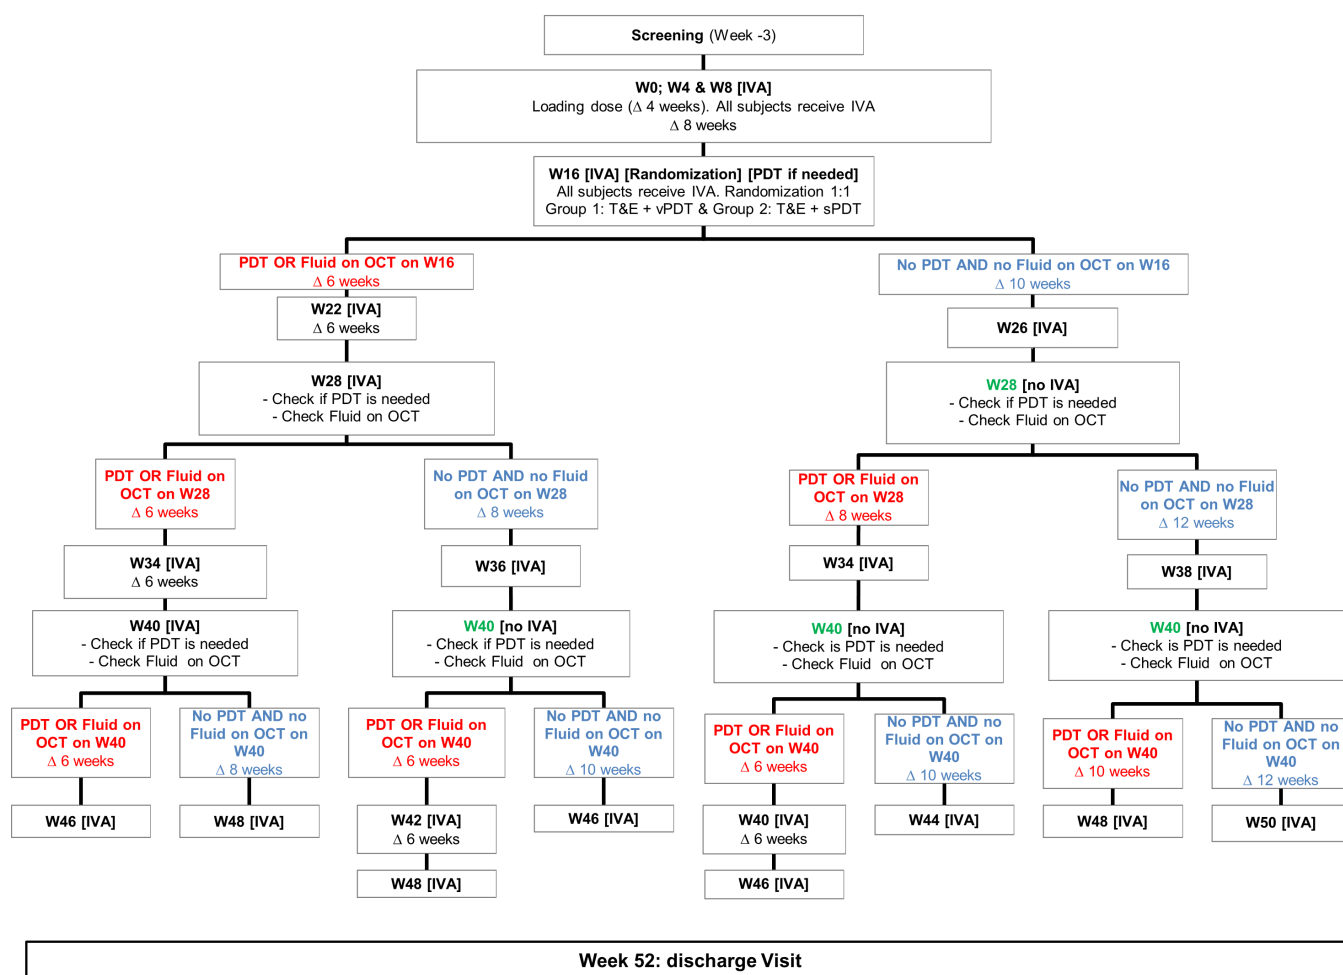 Screening (Week -3)
W0; W4 & W8 [IVA]
Loading dose (Δ 4 weeks). All subjects receive IVA
Δ 8 weeks
W16 [IVA] [Randomization] [PDT if needed]
All subjects receive IVA. Randomization 1:1
Group 1: T&E + vPDT & Group 2: T&E + sPDT
PDT OR Fluid on OCT on W16
Δ 6 weeks
No PDT AND no Fluid on OCT on W16
Δ 10 weeks
W22 [IVA]
Δ 6 weeks
W26 [IVA]
W28 [IVA]
- Check if PDT is needed
- Check Fluid on OCT
W28 [no IVA]
- Check if PDT is needed
- Check Fluid on OCT
PDT OR Fluid on
OCT on W28
Δ 6 weeks
No PDT AND no Fluid
on OCT on W28
Δ 8 weeks
PDT OR Fluid on
OCT on W28
Δ 8 weeks
No PDT AND no Fluid
on OCT on W28
Δ 12 weeks
W34 [IVA]
Δ 6 weeks
W36 [IVA]
W34 [IVA]
W38 [IVA]
W40 [IVA]
- Check if PDT is needed
- Check Fluid on OCT
W40 [no IVA]
- Check if PDT is needed
- Check Fluid on OCT
W40 [no IVA]
- Check is PDT is needed
- Check Fluid on OCT
W40 [no IVA]
- Check is PDT is needed
- Check Fluid on OCT
PDT OR Fluid on
OCT on W40
Δ 6 weeks
No PDT AND no
Fluid on OCT on
W40
Δ 8 weeks
PDT OR Fluid on
OCT on W40
Δ 6 weeks
No PDT AND no
Fluid on OCT on
W40
Δ 10 weeks
PDT OR Fluid on
OCT on W40
Δ 6 weeks
No PDT AND no
Fluid on OCT on
W40
Δ 10 weeks
PDT OR Fluid on
OCT on W40
Δ 10 weeks
No PDT AND no
Fluid on OCT on
W40
Δ 12 weeks
W46 [IVA]
W48 [IVA]
W42 [IVA]
Δ 6 weeks
W46 [IVA]
W40 [IVA]
Δ 6 weeks
W44 [IVA]
W48 [IVA]
W50 [IVA]
W48 [IVA]
W46 [IVA]
Week 52: discharge Visit